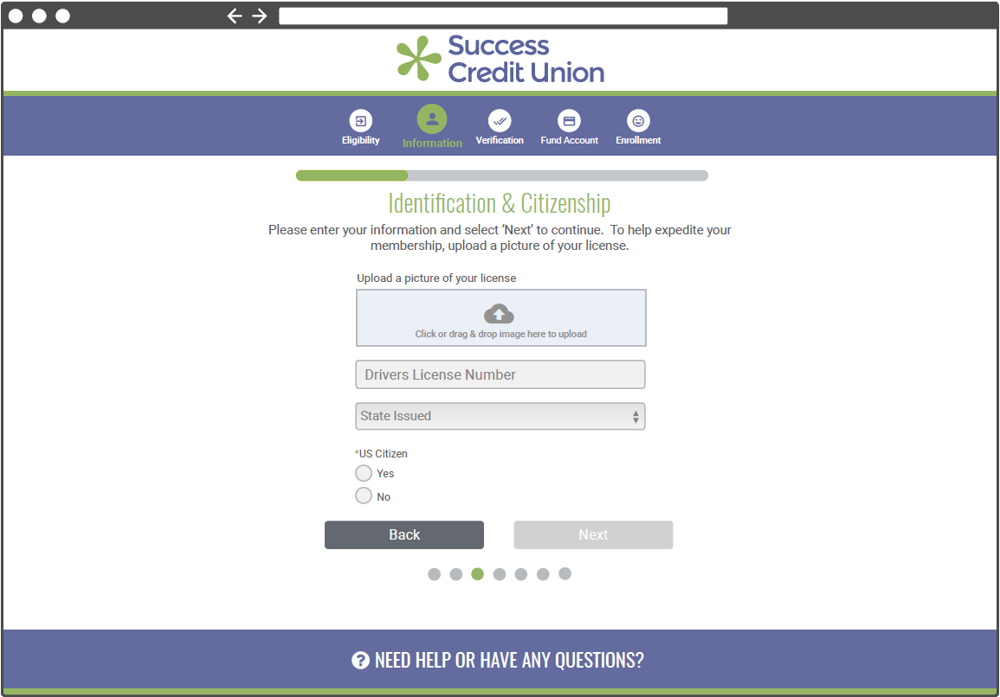 Success
Credit Union
Eligibility
Information
Verification
Fund Account
Enrollment
Identification & Citizenship
Please enter your information and select ‘Next’ to continue.  To help expedite your
membership, upload a picture of your license.
Upload a picture of your license
Click or drag & drop image here to upload
Drivers License Number
State Issued
*US Citizen
Yes
No
Back
Next
? NEED HELP OR HAVE ANY QUESTIONS?